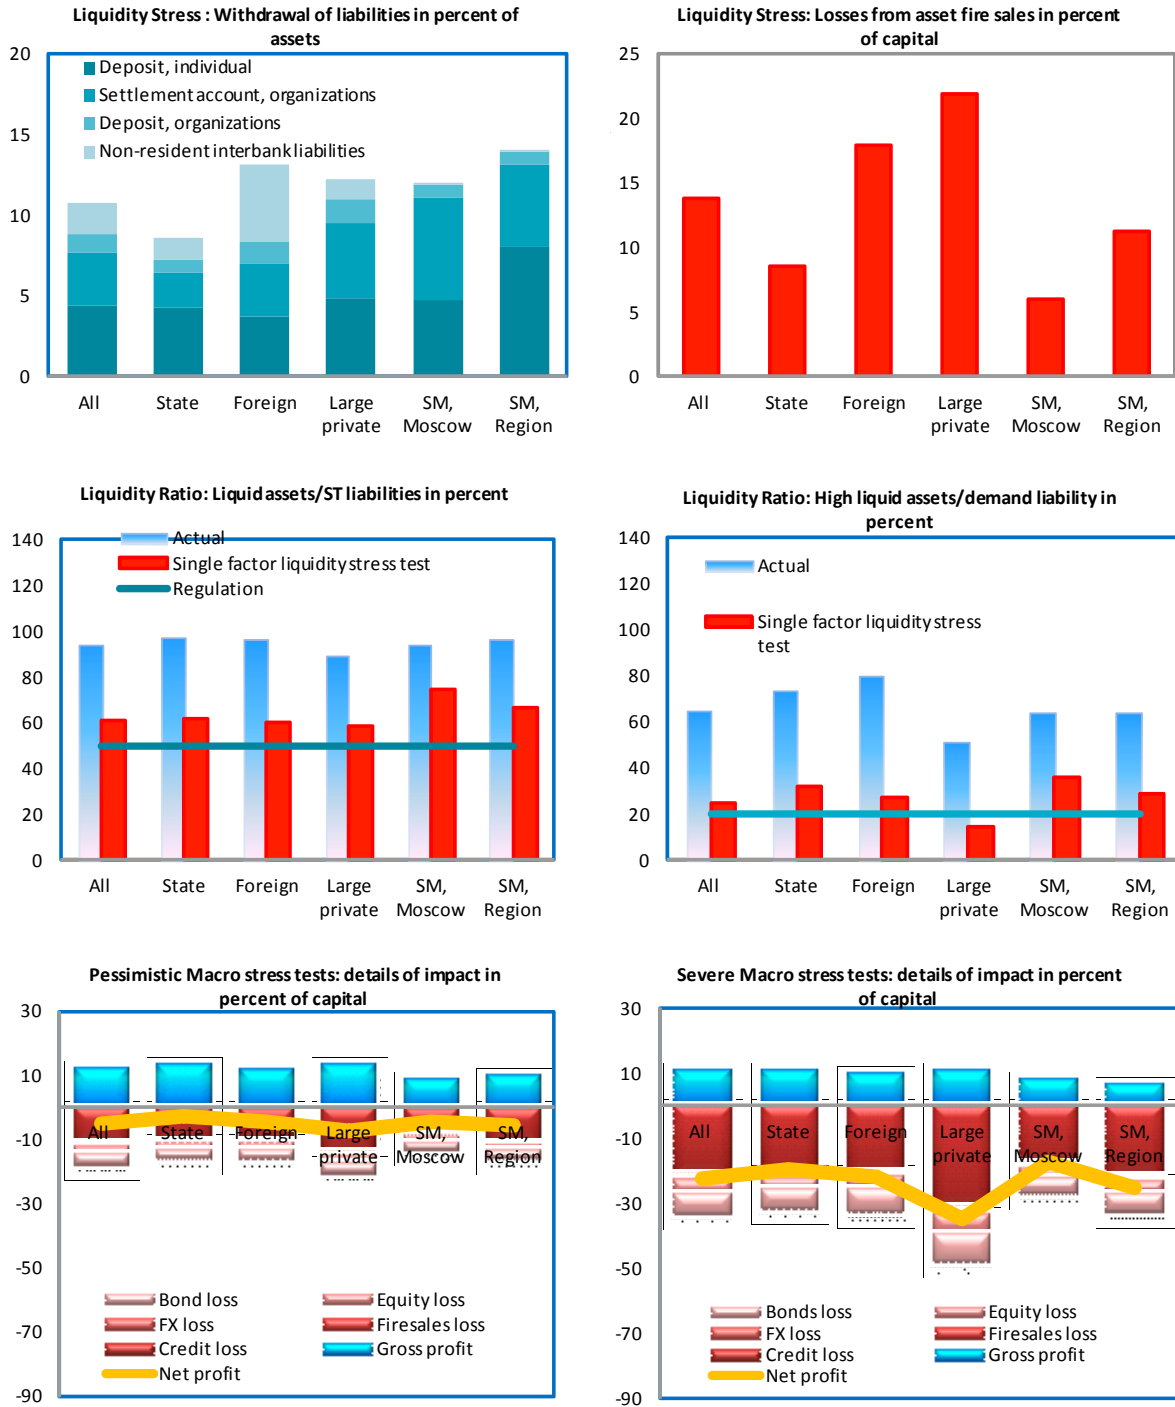 Liquidity Stress : Withdrawal of liabilities in percent of
assets
20
15
10
5
0
Deposit, individual
Settlement account, organizations
Deposit, organizations
Non-resident interbank liabilities
All
State
Foreign
Large
private
SM,
Moscow
SM,
Region
Liquidity Stress: Losses from asset fire sales in percent
of capital
25
20
15
10
5
0
All
State
Foreign
Large
private
SM,
Moscow
SM,
Region
Liquidity Ratio: Liquid assets/ST liabilities in percent
140
120
100
80
60
40
20
0
Actual
Single factor liquidity stress test
Regulation
All
State
Foreign
Large
private
SM,
Moscow
SM,
Region
Liquidity Ratio: High liquid assets/demand liability in
percent
140
120
100
80
60
40
20
0
Actual
Single factor liquidity stress
test
All
State
Foreign
Large
private
SM,
Moscow
SM,
Region
Pessimistic Macro stress tests: details of impact in
percent of capital
30
10
-10
-30
-50
-70
-90
All
State
Foreign
Large
private
SM,
Moscow
SM,
Region
Bond loss
Equity loss
FX loss
Firesales loss
Credit loss
Gross profit
Net profit
Severe Macro stress tests: details of impact in percent
of capital
30
10
-10
-30
-50
-70
-90
All
State
Foreign
Large
private
SM,
Moscow
SM,
Region
Bonds loss
Equity loss
FX loss
Firesales loss
Credit loss
Gross profit
Net profit